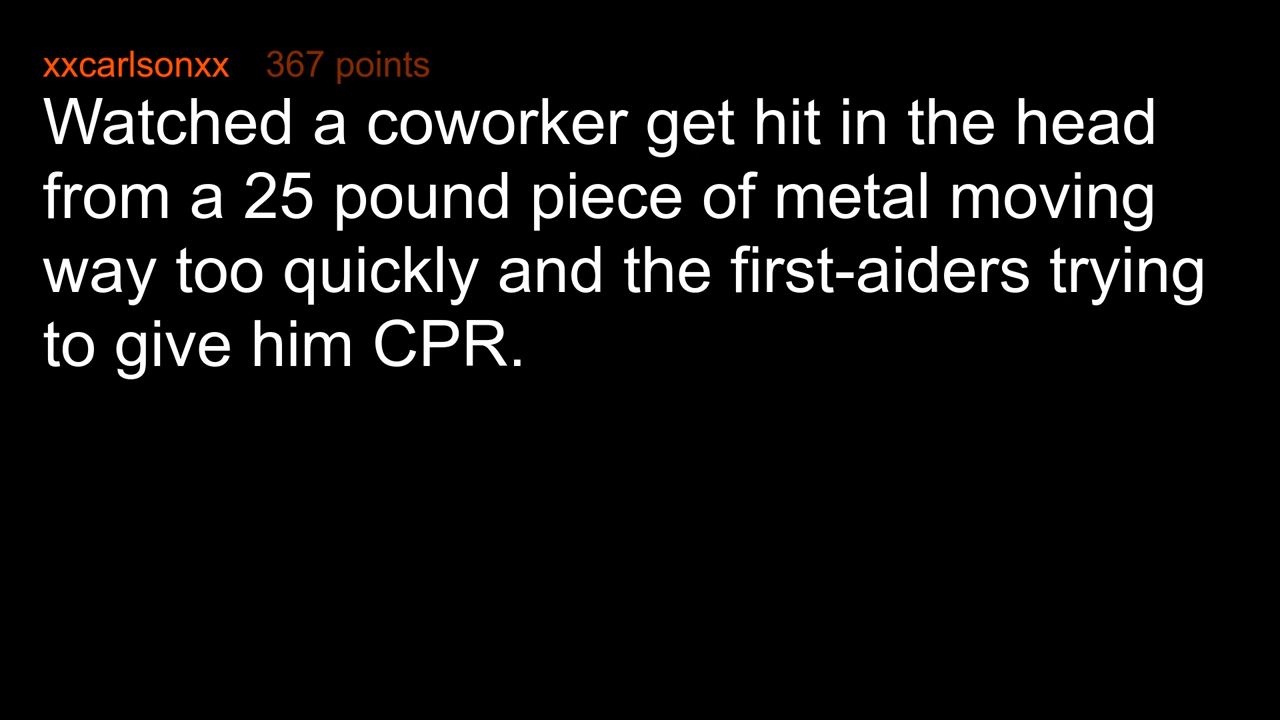 xxcarlsonxx 367 points
Watched a coworker get hit in the head
from a 25 pound piece of metal moving
way too quickly and the first-aiders trying
to give him CPR.